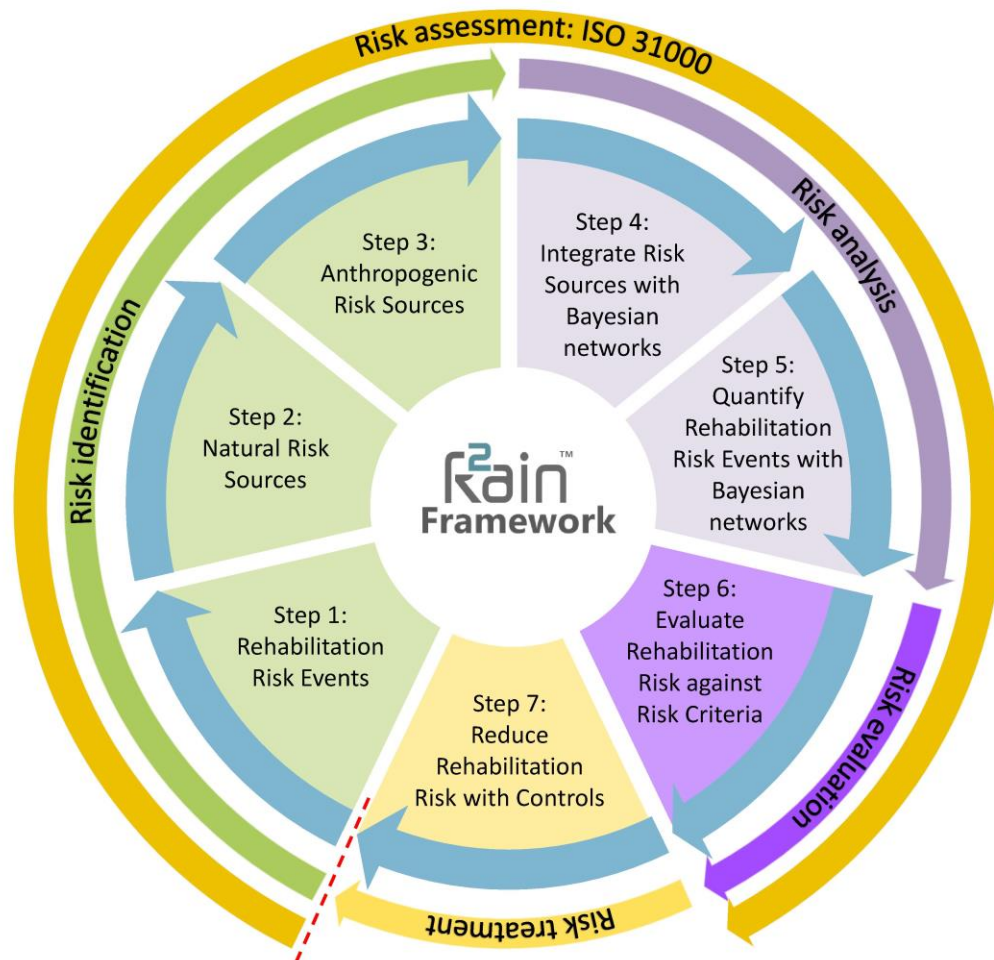 Risk assessment: ISO 31000
Risk identification
Risk analysis
Risk evaluation
Risk treatment
Step 1:
Rehabilitation
Risk Events
Step 2:
Natural Risk
Sources
Step 3:
Anthropogenic
Risk Sources
Step 4:
Integrate Risk
Sources with
Bayesian
networks
Step 5:
Quantify
Rehabilitation
Risk Events with
Bayesian
networks
Step 6:
Evaluate
Rehabilitation
Risk against
Risk Criteria
Step 7:
Reduce
Rehabilitation
Risk with Controls
R2ain™
Framework